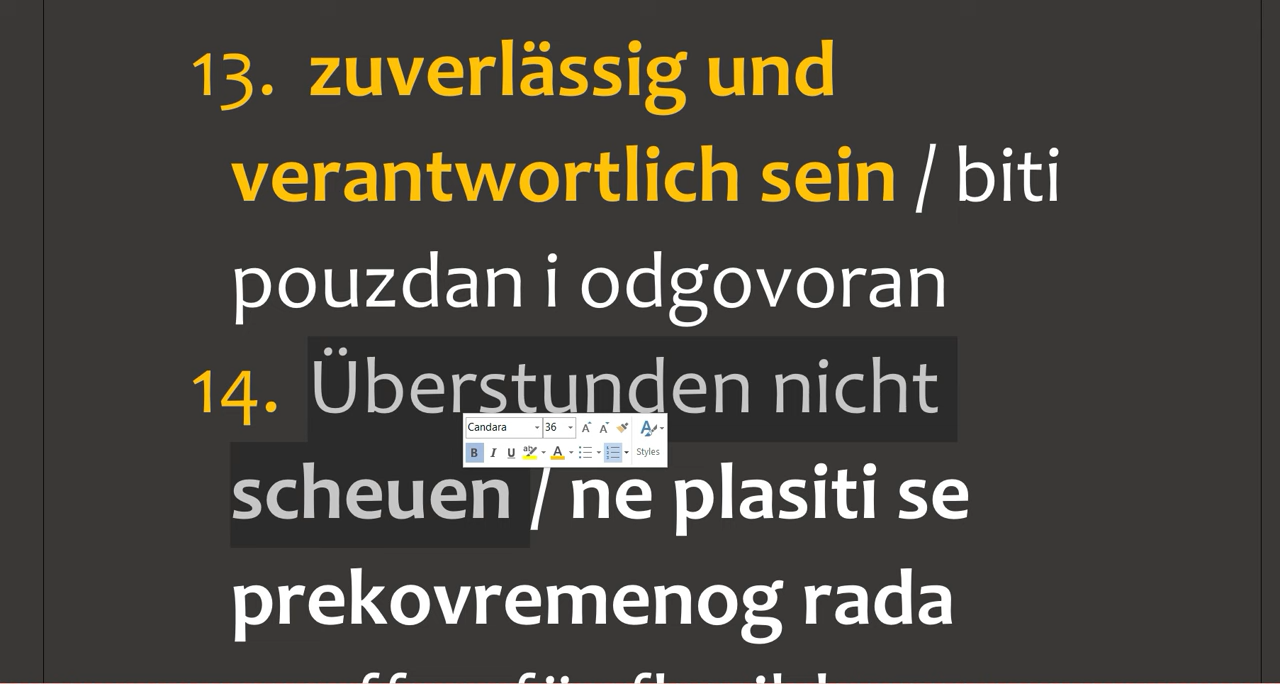 13. zuverlässig und
verantwortlich sein / biti
pouzdan i odgovoran
14. Überstunden nicht
Candara 36
B I U Styles
scheuen / ne plasiti se
prekovremenog rada